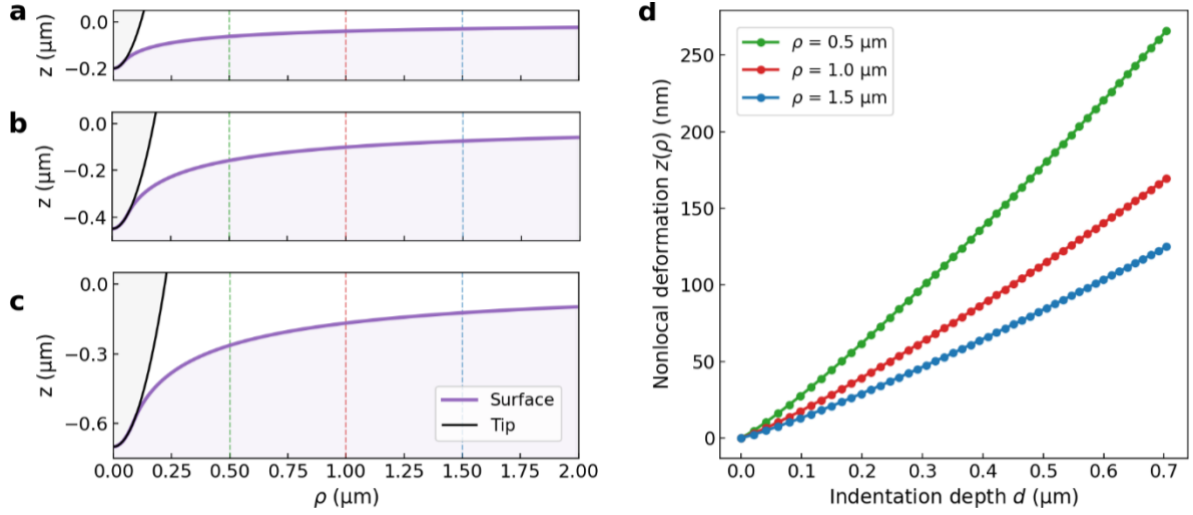 a
z (μm)
0.0
−0.2
b
z (μm)
0.0
−0.2
−0.4
c
z (μm)
0.0
−0.3
−0.6
Surface
Tip
0.00 0.25 0.50 0.75 1.00 1.25 1.50 1.75 2.00
ρ (μm)
d
Nonlocal deformation z(ρ) (nm)
250
200
150
100
50
0
ρ = 0.5 μm
ρ = 1.0 μm
ρ = 1.5 μm
0.0 0.1 0.2 0.3 0.4 0.5 0.6 0.7
Indentation depth d (μm)